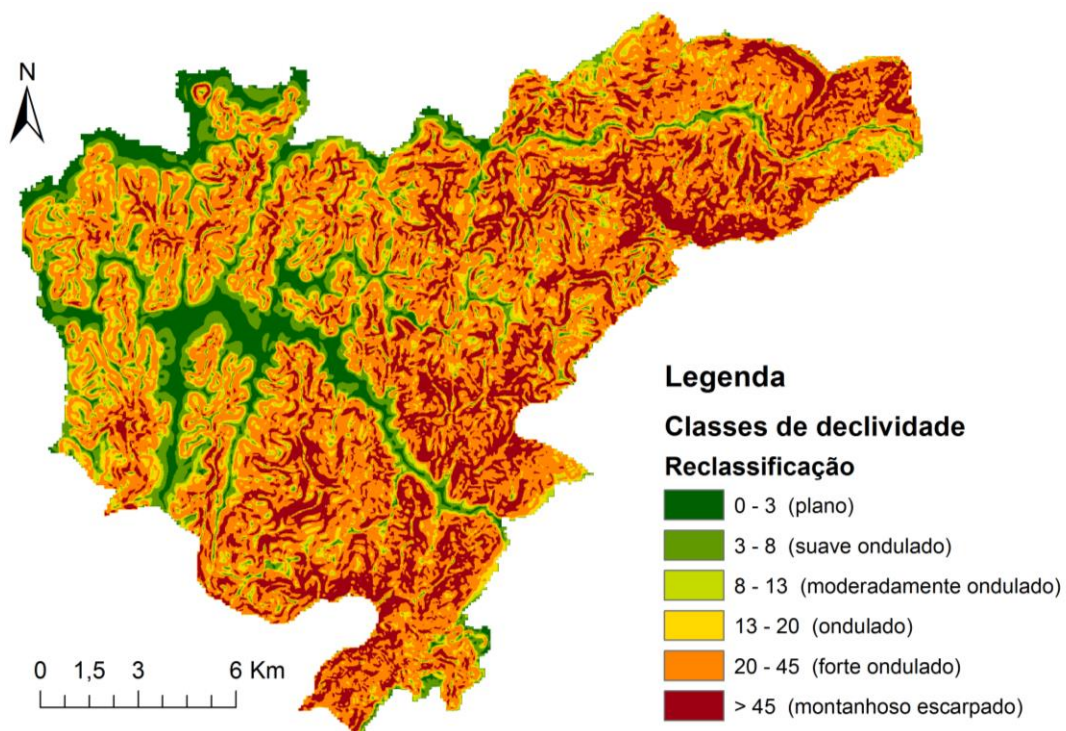 N
Legenda
Classes de declividade
Reclassificação
0 - 3 (plano)
3 - 8 (suave ondulado)
8 - 13 (moderadamente ondulado)
13 - 20 (ondulado)
20 - 45 (forte ondulado)
> 45 (montanhoso escarpado)
0 1,5 3 6 Km